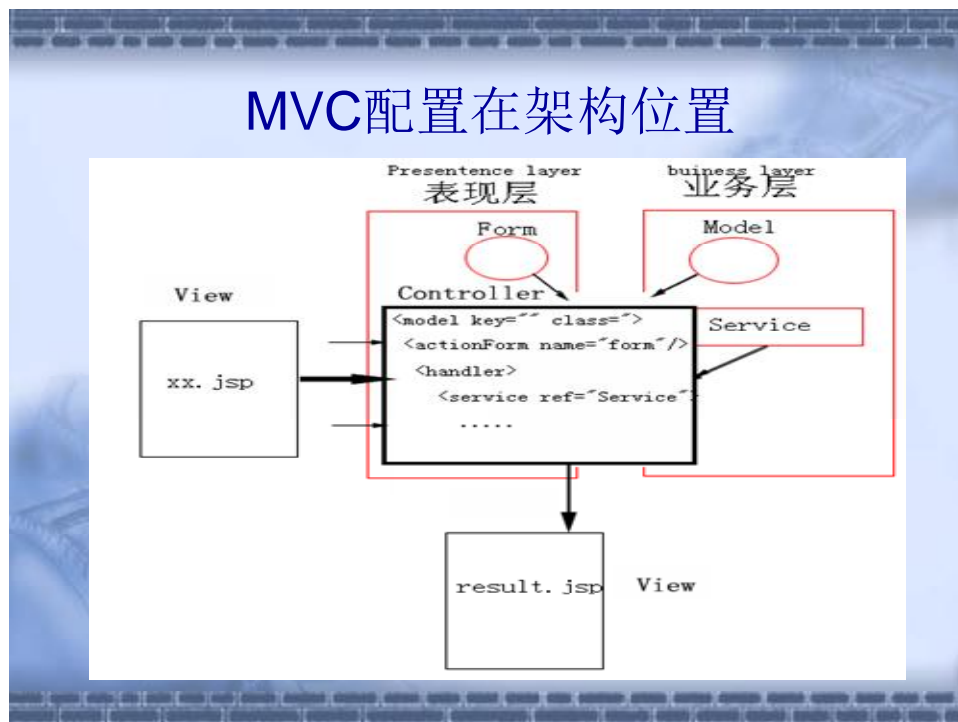 MVC配置在架构位置
Presentence layer
表现层
buiness layer
业务层
Form
Model
View
Controller
<model key="" class=">
<actionForm name="form"/>
<handler>
<service ref="Service"
.....
Service
xx.jsp
result.jsp
View